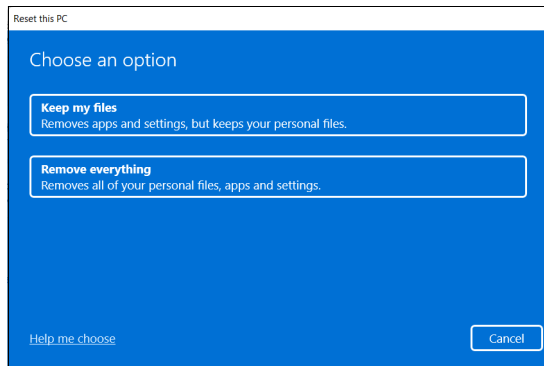 Reset this PC
Choose an option
Keep my files
Removes apps and settings, but keeps your personal files.
Remove everything
Removes all of your personal files, apps and settings.
Help me choose
Cancel